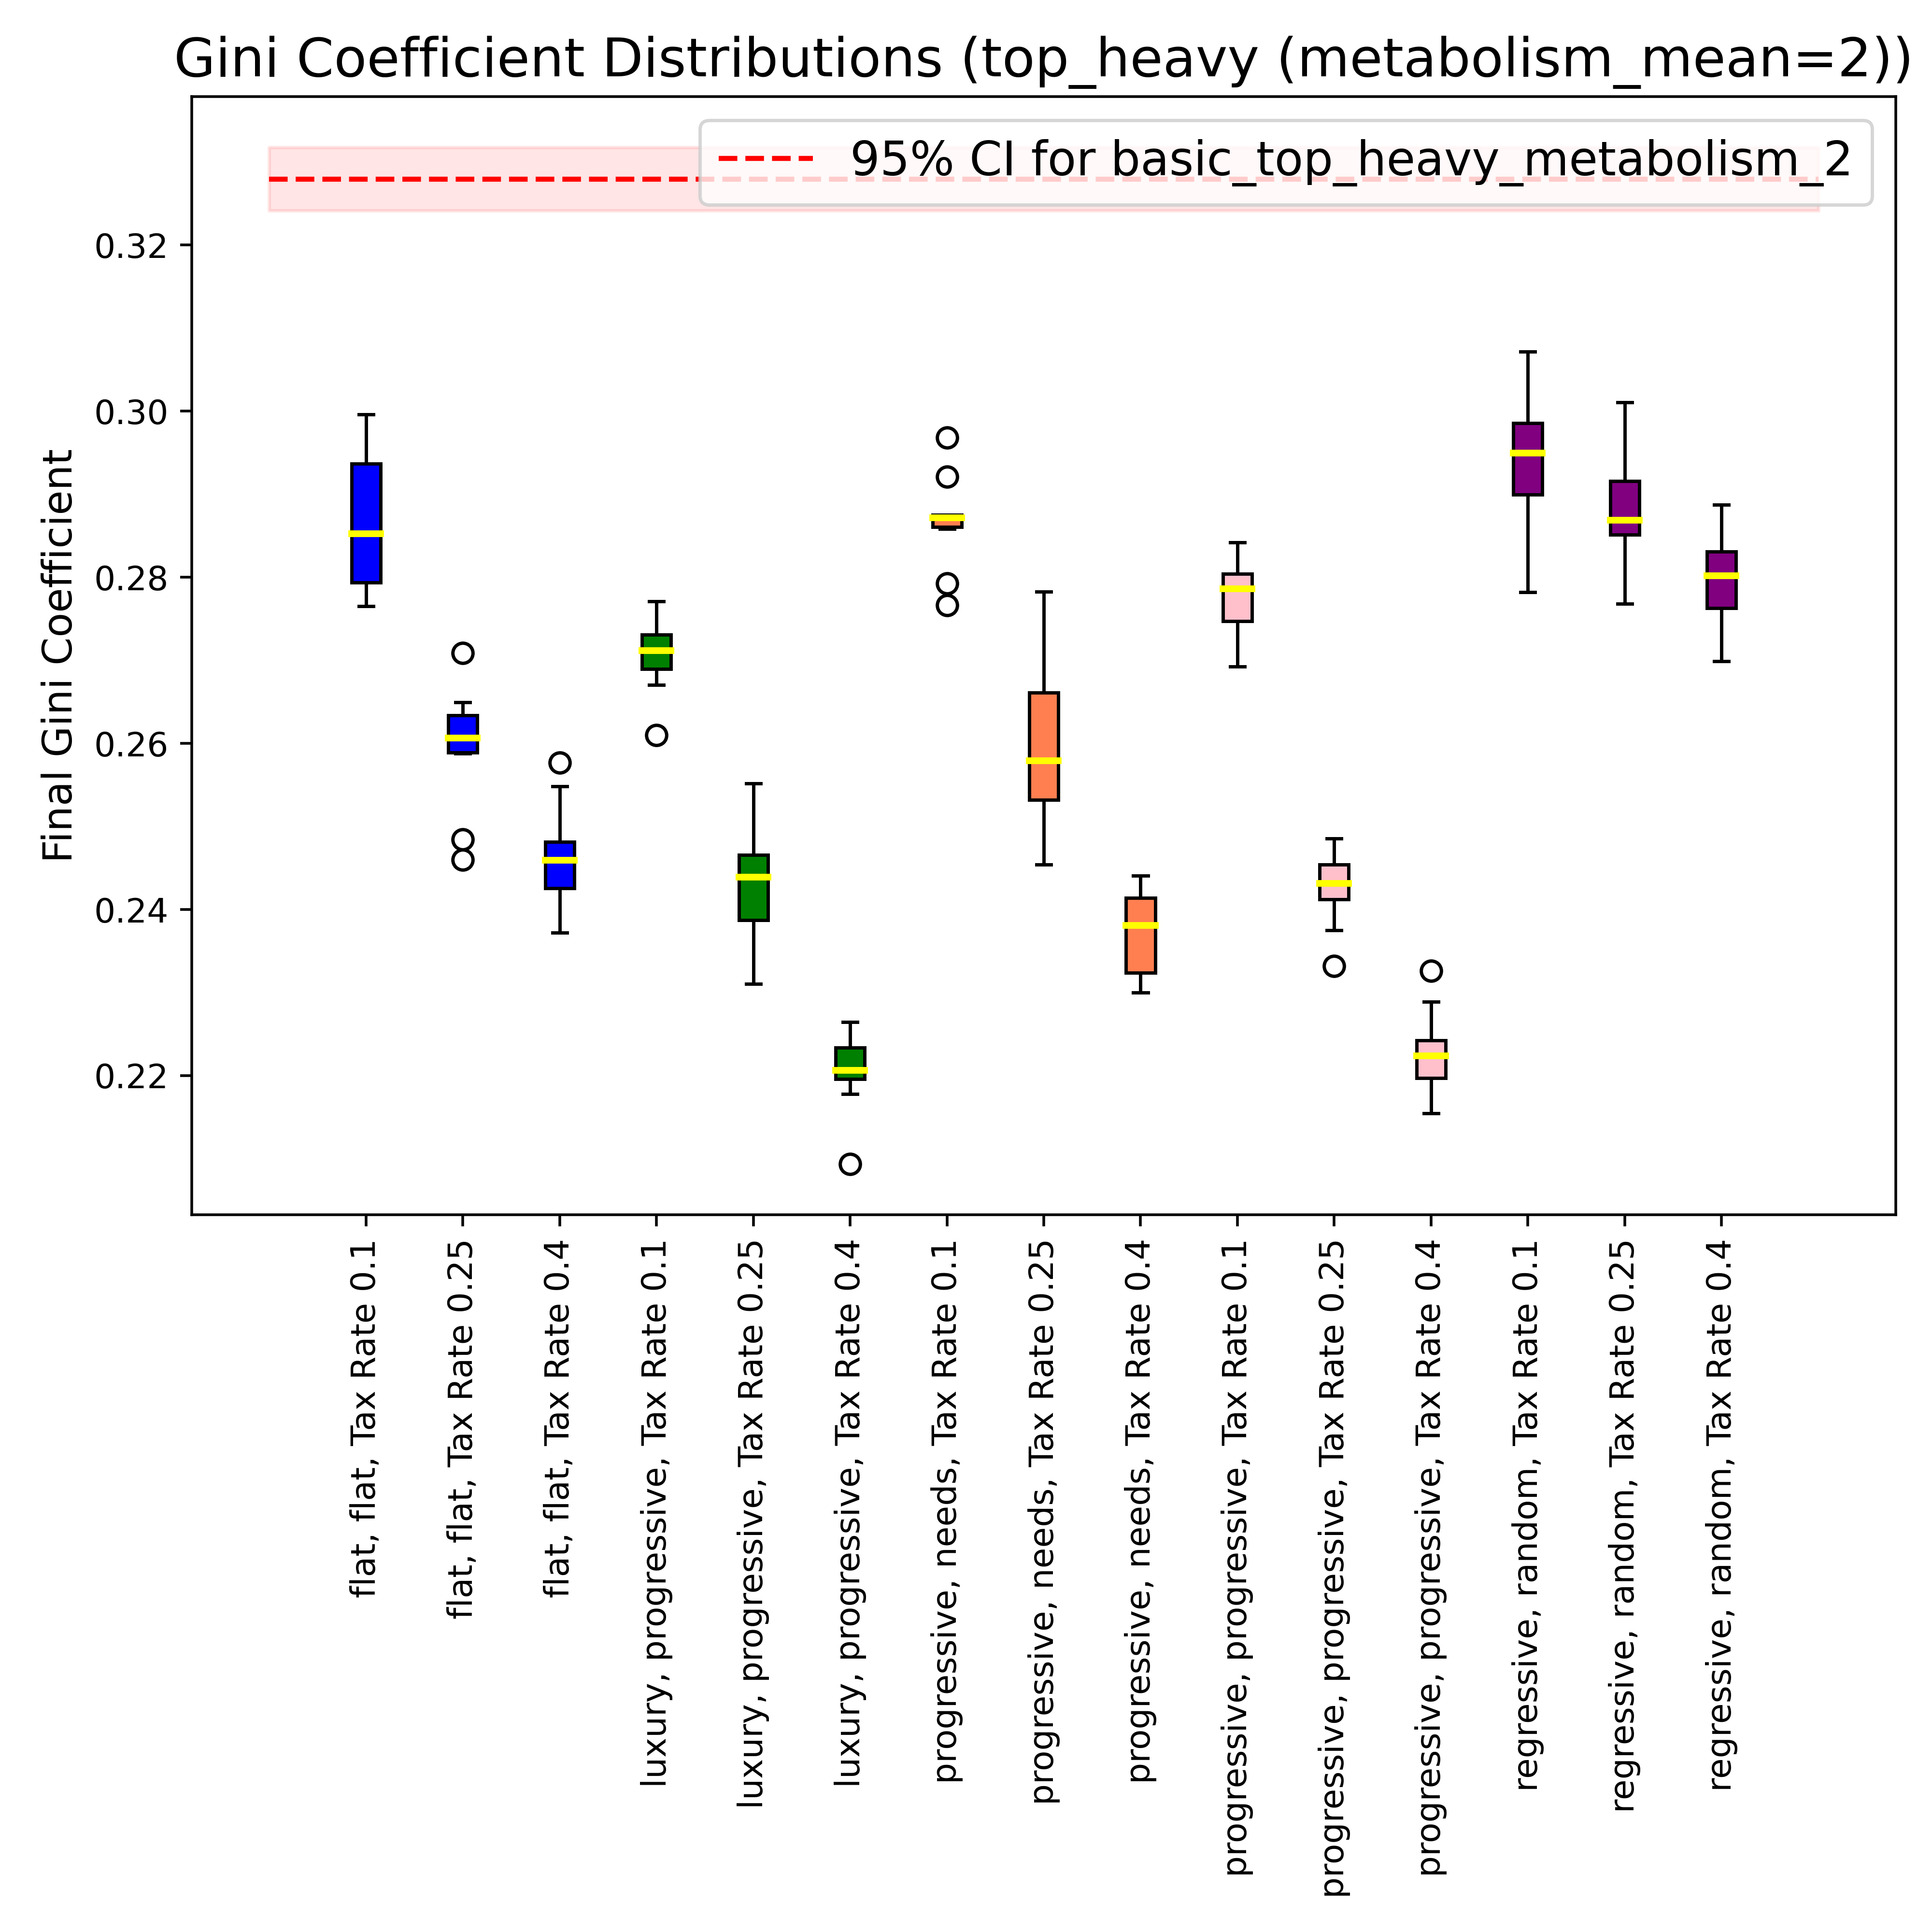 Gini Coefficient Distributions (top_heavy (metabolism_mean=2))
95% CI for basic_top_heavy_metabolism_2
Final Gini Coefficient
0.32
0.30
0.28
0.26
0.24
0.22
flat, flat, Tax Rate 0.1
flat, flat, Tax Rate 0.25
flat, flat, Tax Rate 0.4
luxury, progressive, Tax Rate 0.1
luxury, progressive, Tax Rate 0.25
luxury, progressive, Tax Rate 0.4
progressive, needs, Tax Rate 0.1
progressive, needs, Tax Rate 0.25
progressive, needs, Tax Rate 0.4
progressive, progressive, Tax Rate 0.1
progressive, progressive, Tax Rate 0.25
progressive, progressive, Tax Rate 0.4
regressive, random, Tax Rate 0.1
regressive, random, Tax Rate 0.25
regressive, random, Tax Rate 0.4